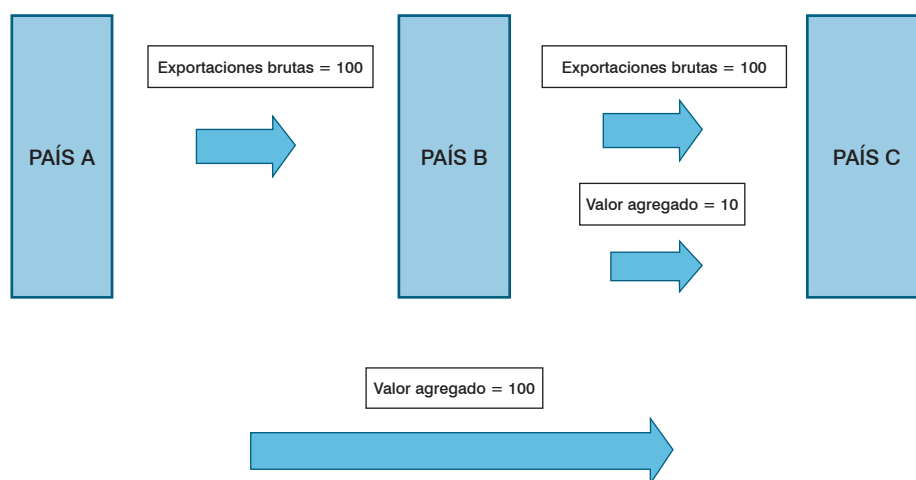 Exportaciones brutas = 100
Exportaciones brutas = 100
PAÍS A
PAÍS B
PAÍS C
Valor agregado = 10
Valor agregado = 100